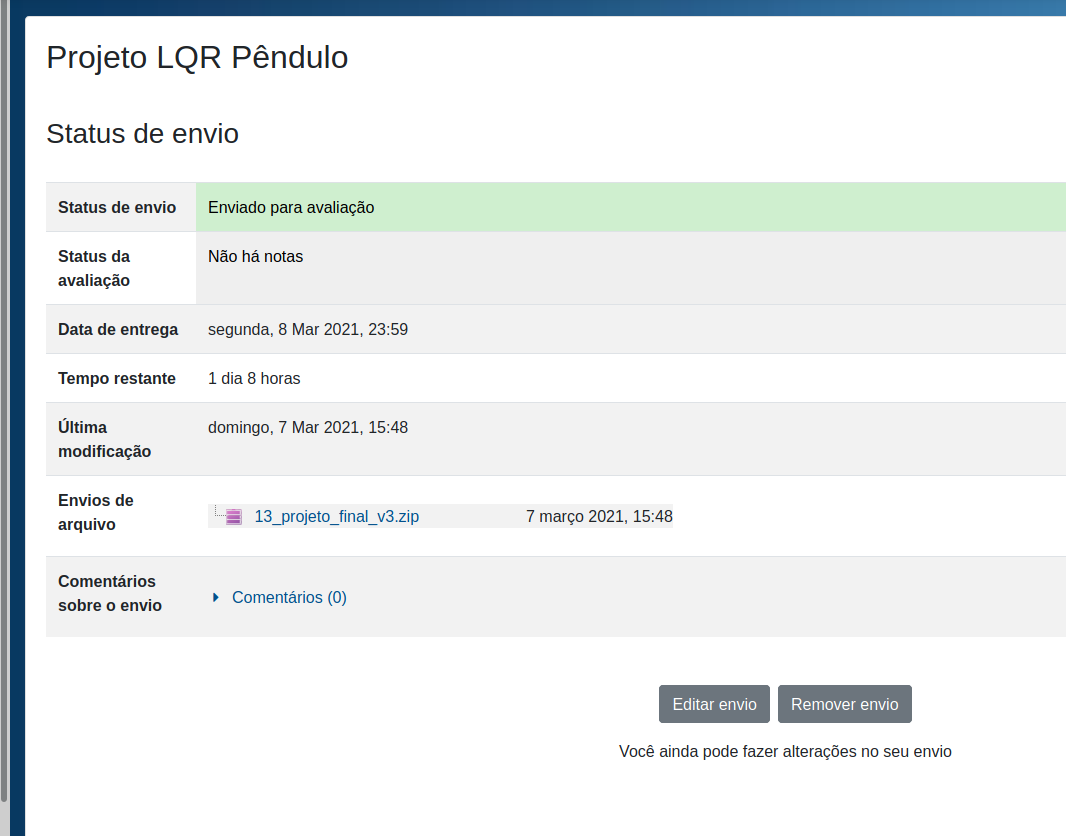 Projeto LQR Pêndulo
Status de envio
Status de envio Enviado para avaliação
Status da Não há notas
avaliação
Data de entrega segunda, 8 Mar 2021, 23:59
Tempo restante 1 dia 8 horas
Última domingo, 7 Mar 2021, 15:48
modificação
Envios de
arquivo 13_projeto_final_v3.zip 7 março 2021, 15:48
Comentários
sobre o envio Comentários (0)
Editar envio Remover envio
Você ainda pode fazer alterações no seu envio